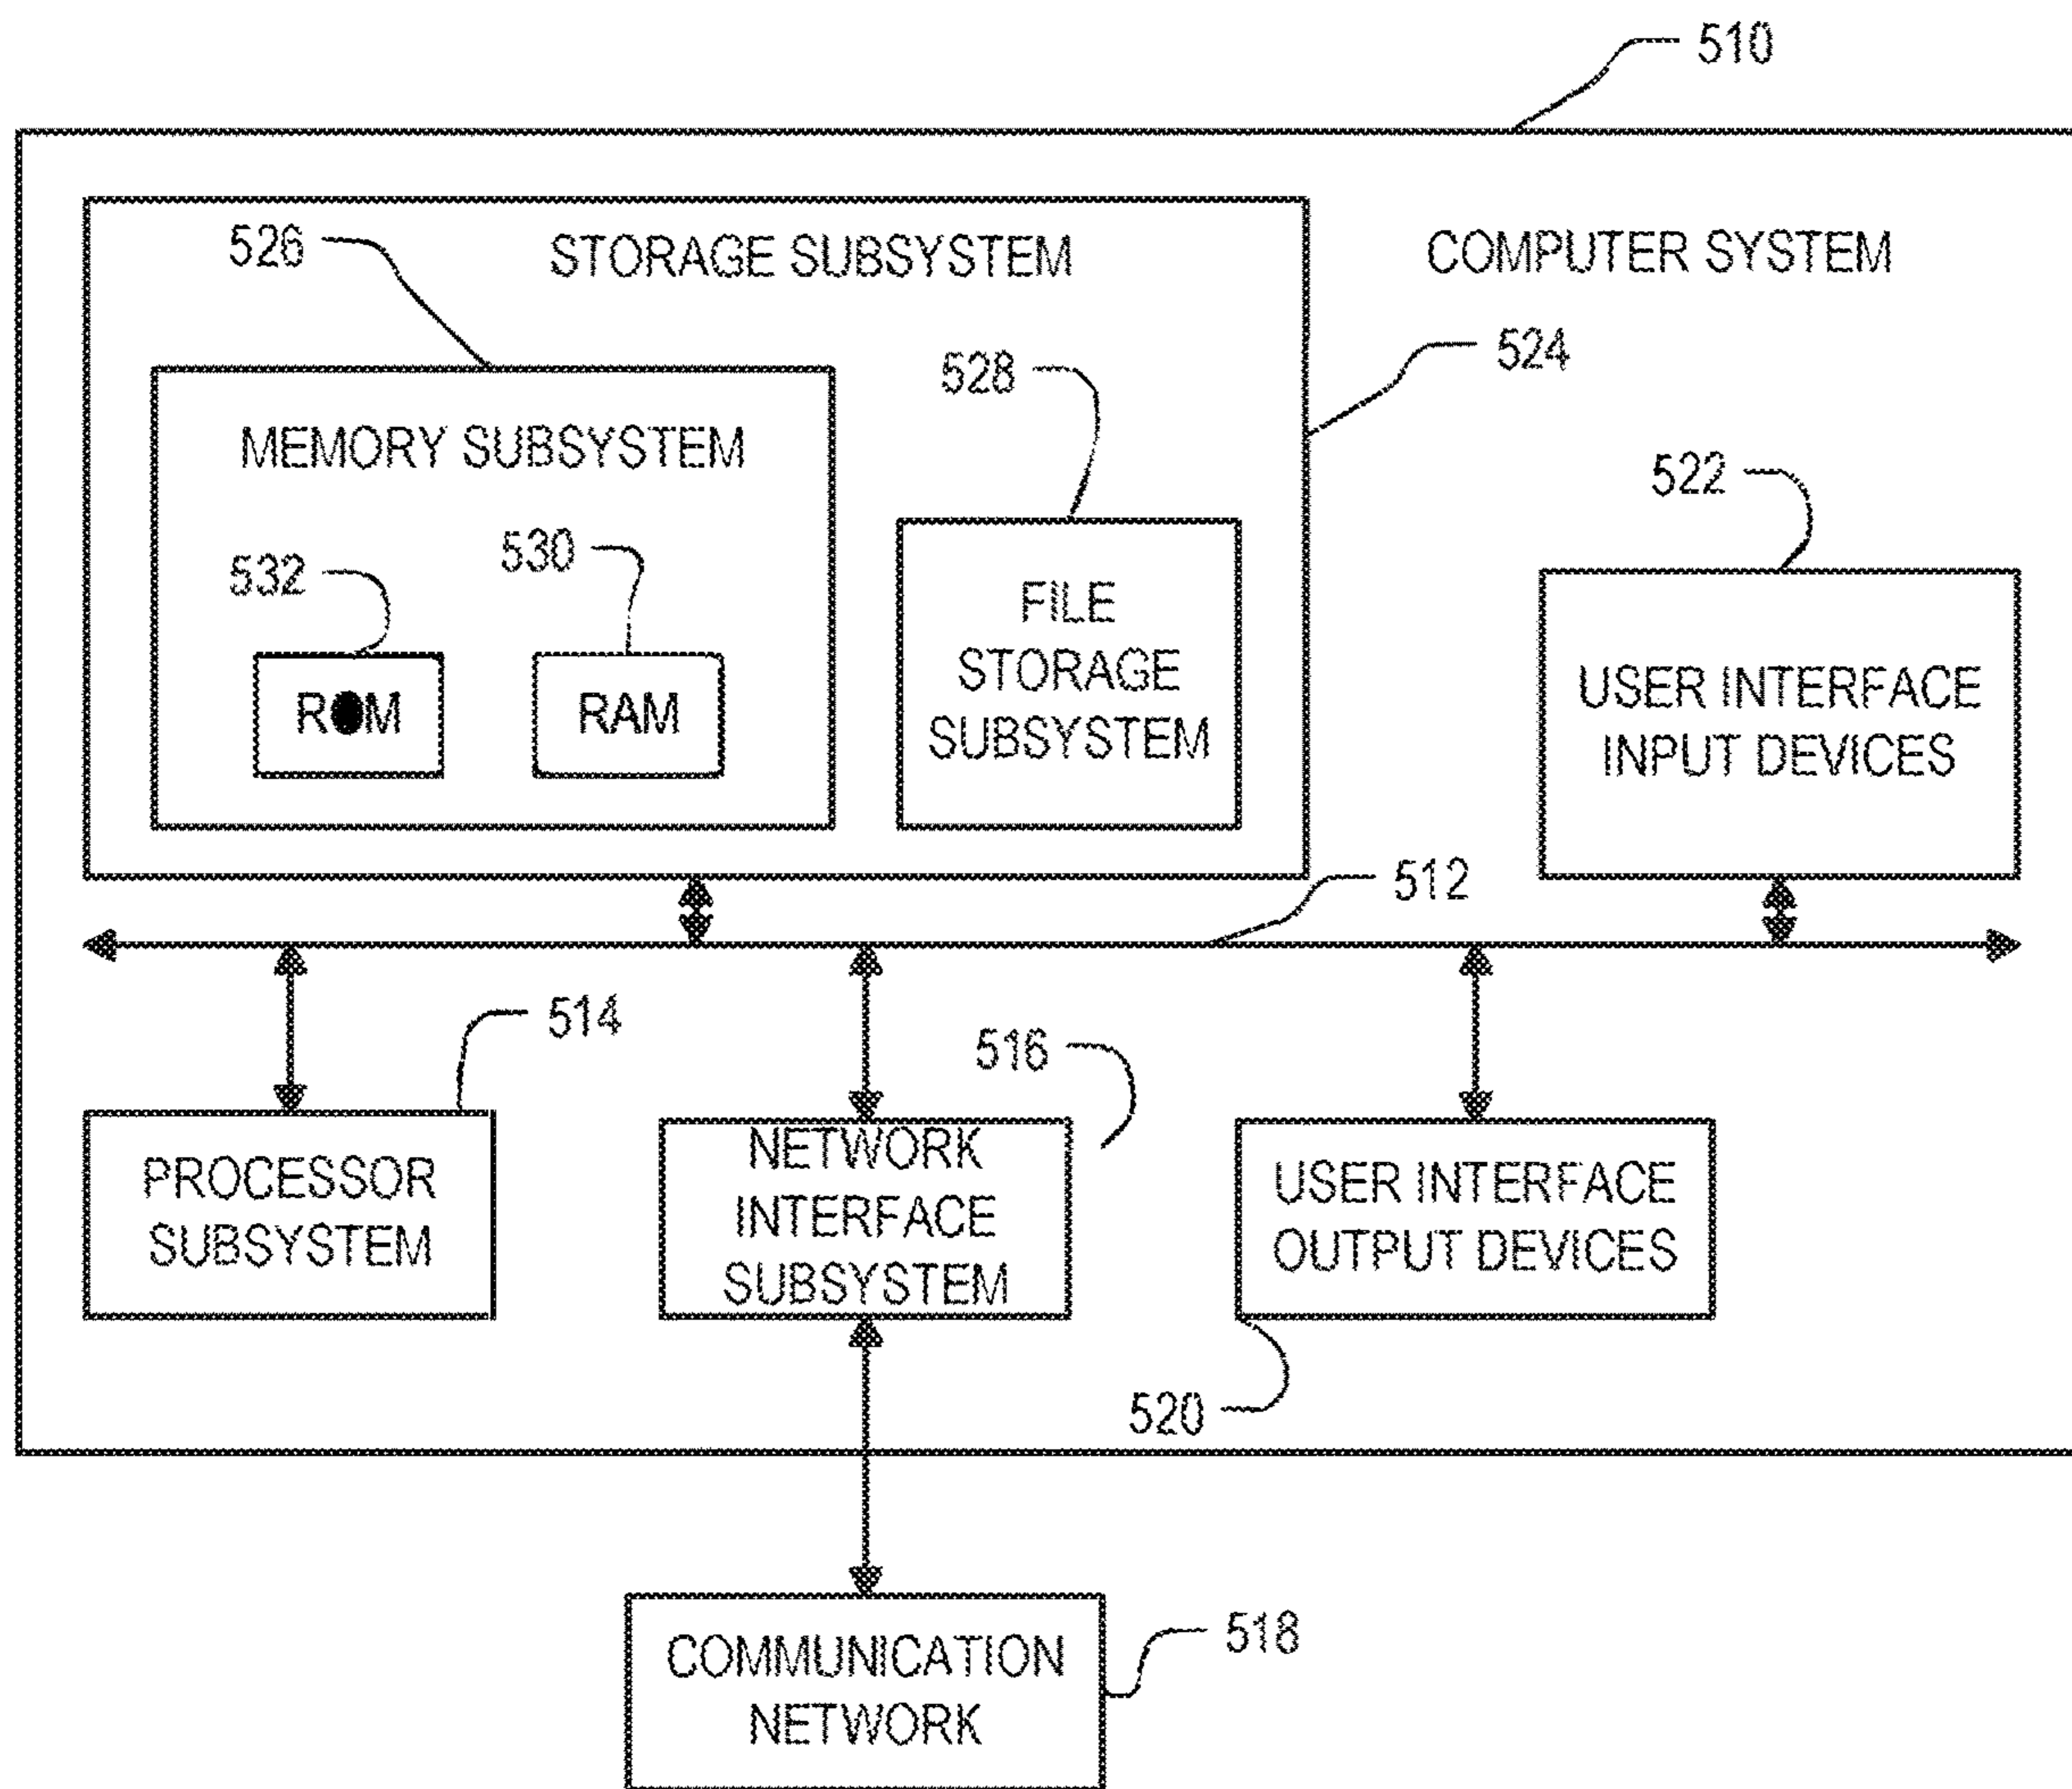 510
526
STORAGE SUBSYSTEM
COMPUTER SYSTEM
524
528
MEMORY SUBSYSTEM
522
530
532
FILE
STORAGE
SUBSYSTEM
ROM
RAM
USER INTERFACE
INPUT DEVICES
512
514
516
PROCESSOR
SUBSYSTEM
NETWORK
INTERFACE
SUBSYSTEM
USER INTERFACE
OUTPUT DEVICES
520
518
COMMUNICATION
NETWORK